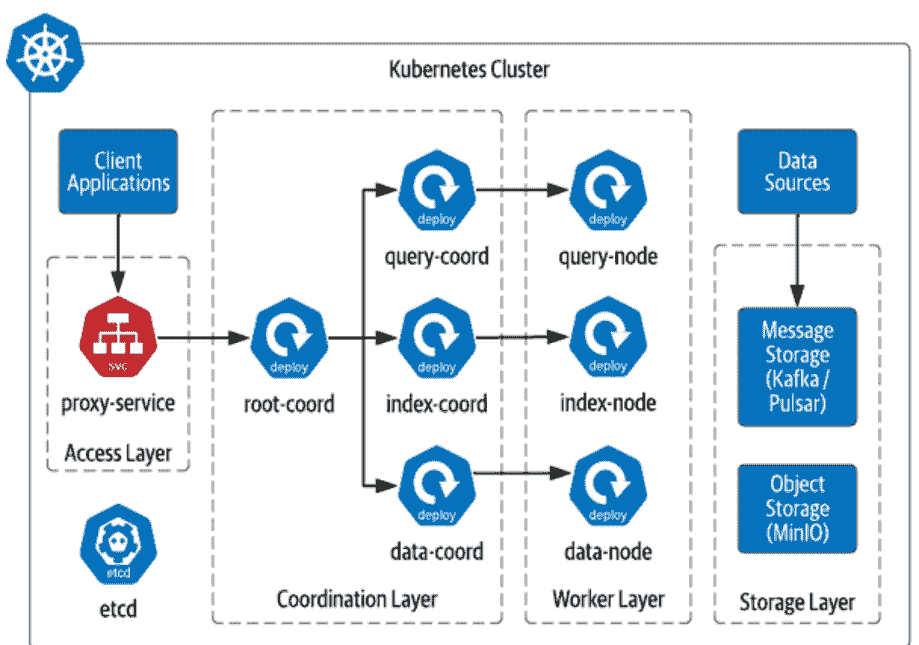 Kubernetes Cluster
Client
Applications
Data
Sources
deploy
query-coord
deploy
query-node
svc
proxy-service
Access Layer
deploy
root-coord
deploy
index-coord
deploy
index-node
Message
Storage
(Kafka /
Pulsar)
etcd
etcd
deploy
data-coord
deploy
data-node
Object
Storage
(MinIO)
Coordination Layer
Worker Layer
Storage Layer